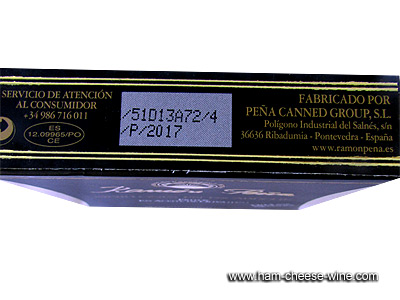 SERVICIO DE ATENCIÓN
AL CONSUMIDOR
+34 986 716 011
ES
12.09965/PO
CE
/51D13A72/4
/P/2017
FABRICADO POR
PEÑA CANNED GROUP, S.L.
Polígono Industrial del Salnés, s/n
36636 Ribadumia - Pontevedra - España
www.ramonpena.es
Ramón Peña
www.ham-cheese-wine.com